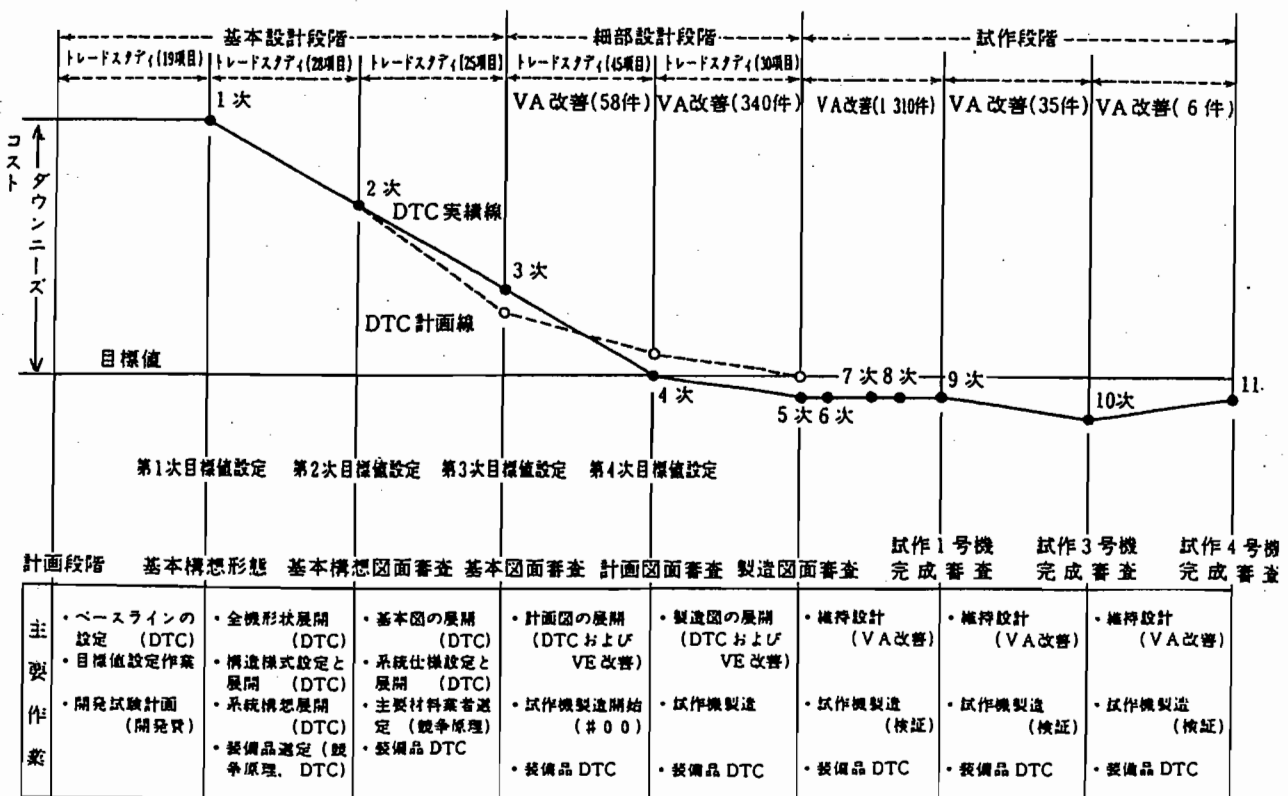 基本設計段階 細部設計段階 試作段階
トレードスタディ(19項目) トレードスタディ(28項目) トレードスタディ(25項目) トレードスタディ(45項目) トレードスタディ(30項目)
VA改善(58件) VA改善(340件) VA改善(1 310件) VA改善(35件) VA改善(6件)
コスト
ダウンニーズ
1次
2次
DTC実績線
3次
DTC計画線
目標値
4次
5次 6次
7次 8次 9次
10次
11.
第1次目標値設定 第2次目標値設定 第3次目標値設定 第4次目標値設定
計画段階 基本構想形態 基本構想図面審査 基本図面審査 計画図面審査 製造図面審査
試作1号機
完成審査
試作3号機
完成審査
試作4号機
完成審査
主要作業
・ベースラインの
設定 (DTC)
・目標値設定作業
・開発試験計画
(開発費)
・全機形状展開
(DTC)
・構造様式設定と
展開 (DTC)
・系統構想展開
(DTC)
・装備品選定(競
争原理, DTC)
・基本図の展開
(DTC)
・系統仕様設定と
展開 (DTC)
・主要材料業者選
定 (競争原理)
・装備品DTC
・計画図の展開
(DTCおよび
VE改善)
・試作機製造開始
(#00)
・装備品DTC
・製造図の展開
(DTCおよび
VE改善)
・試作機製造
・装備品DTC
・維持設計
(VA改善)
・試作機製造
(検証)
・装備品DTC
・維持設計
(VA改善)
・試作機製造
(検証)
・装備品DTC
・維持設計
(VA改善)
・試作機製造
(検証)
・装備品DTC